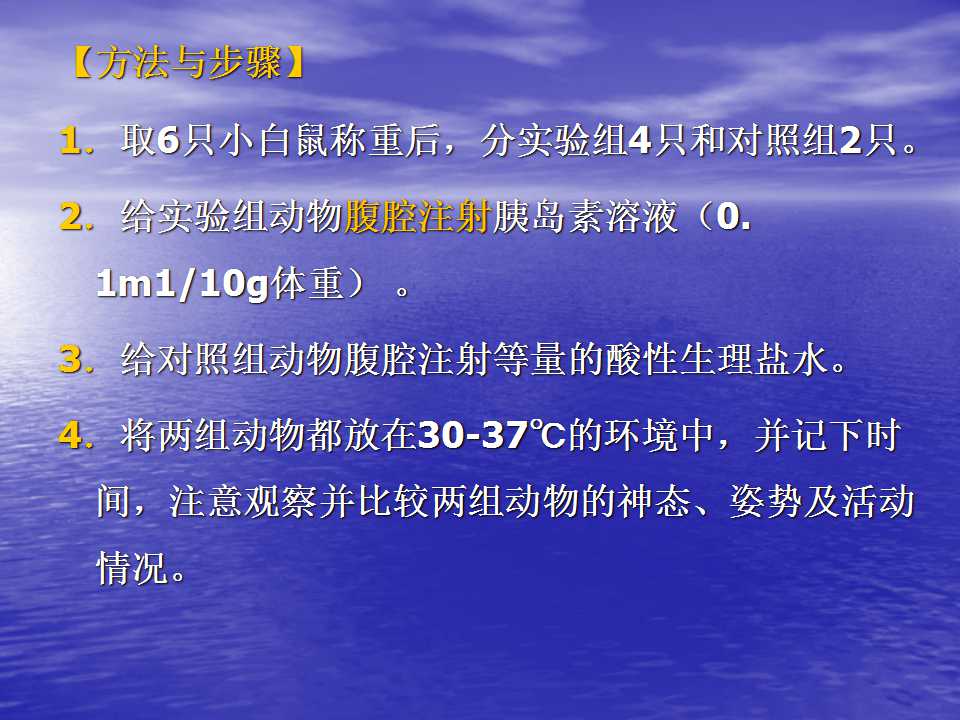 【方法与步骤】
1. 取6只小白鼠称重后，分实验组4只和对照组2只。
2. 给实验组动物腹腔注射胰岛素溶液（0.
1m1/10g体重） 。
3. 给对照组动物腹腔注射等量的酸性生理盐水。
4. 将两组动物都放在30-37℃的环境中，并记下时
间，注意观察并比较两组动物的神态、姿势及活动
情况。